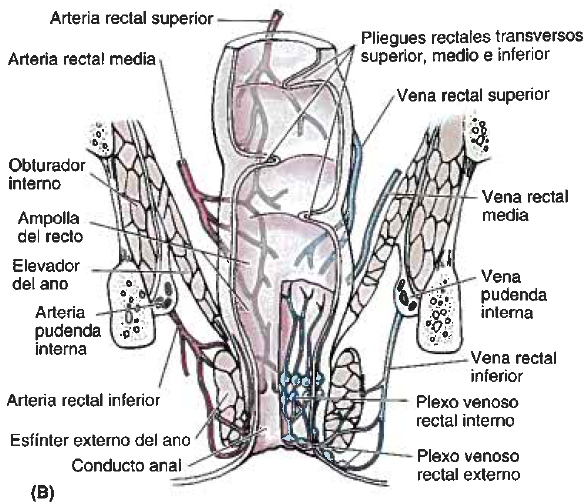 Arteria rectal superior
Arteria rectal media
Obturador
interno
Ampolla
del recto
Elevador
del ano
Arteria
pudenda
interna
Arteria rectal inferior
Esfínter externo del ano
Conducto anal
(B)
Pliegues rectales transversos
superior, medio e inferior
Vena rectal superior
Vena rectal
media
Vena
pudenda
interna
Vena rectal
inferior
Plexo venoso
rectal interno
Plexo venoso
rectal externo